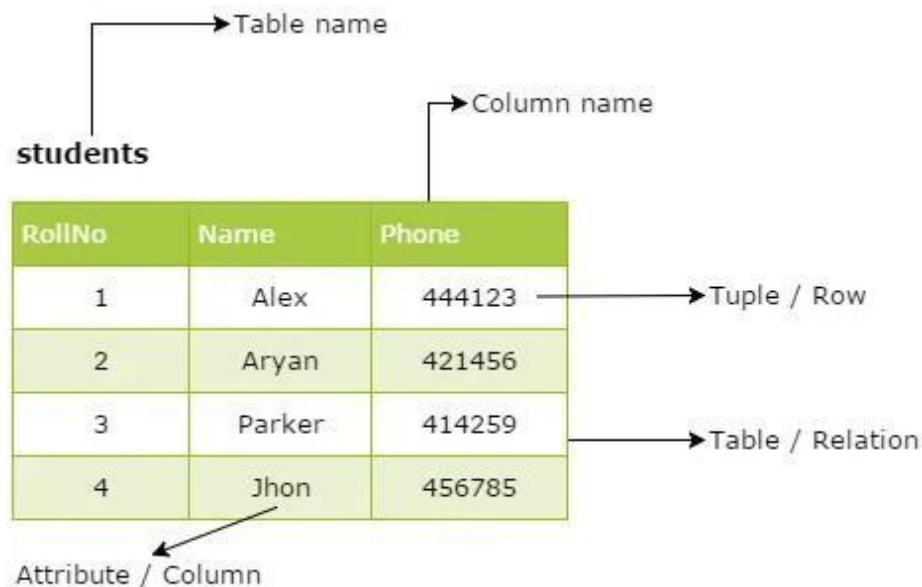 Table name
Column name
students
RollNo Name Phone
1 Alex 444123 Tuple / Row
2 Aryan 421456
3 Parker 414259 Table / Relation
4 Jhon 456785
Attribute / Column